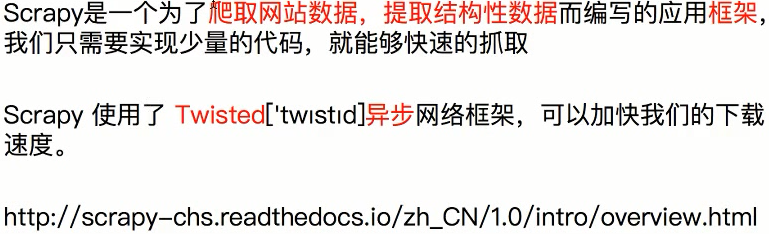 Scrapy是一个为了爬取网站数据，提取结构性数据而编写的应用框架，
我们只需要实现少量的代码，就能够快速的抓取
Scrapy 使用了 Twisted['twɪstɪd]异步网络框架，可以加快我们的下载
速度。
http://scrapy-chs.readthedocs.io/zh_CN/1.0/intro/overview.html